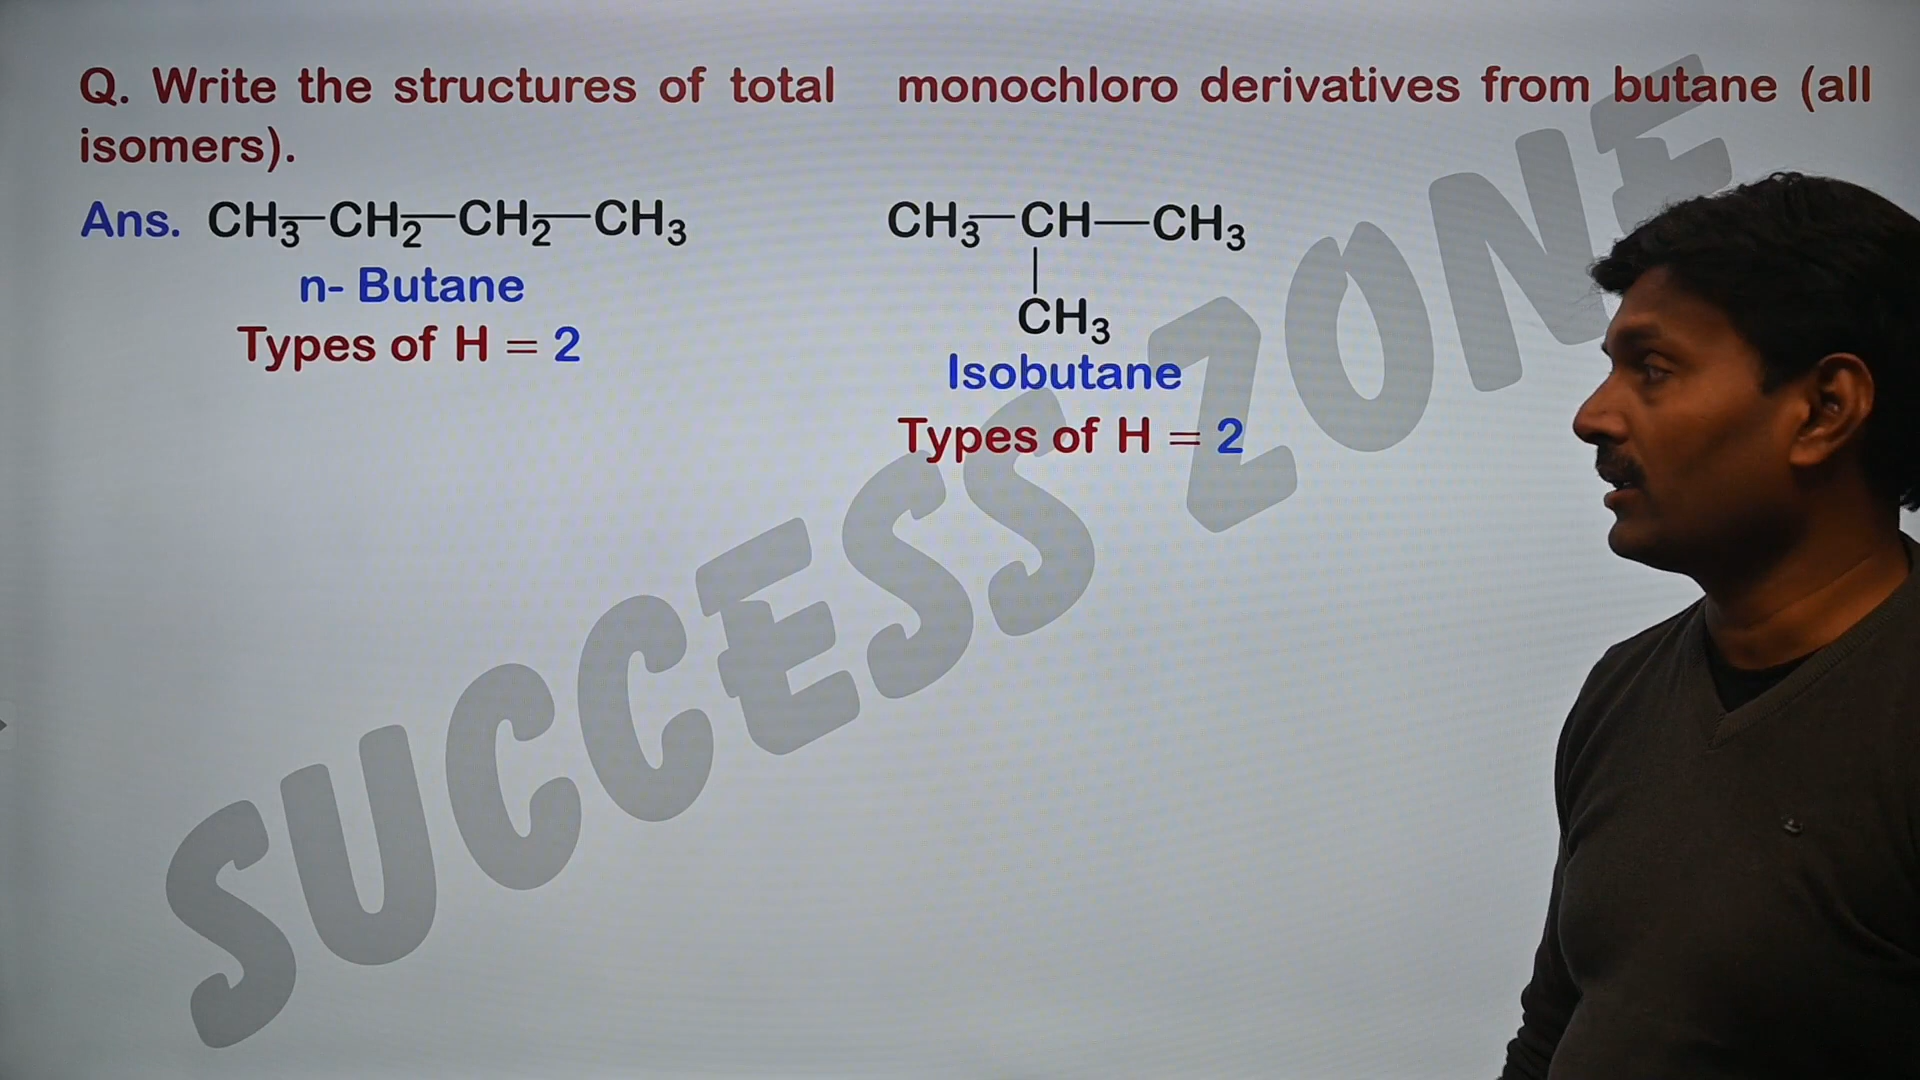 Q. Write the structures of total monochloro derivatives from butane (all
isomers).
Ans. CH3—CH2—CH2—CH3
n- Butane
Types of H = 2
CH3—CH—CH3
|
CH3
Isobutane
Types of H = 2
SUCCESS ZONE